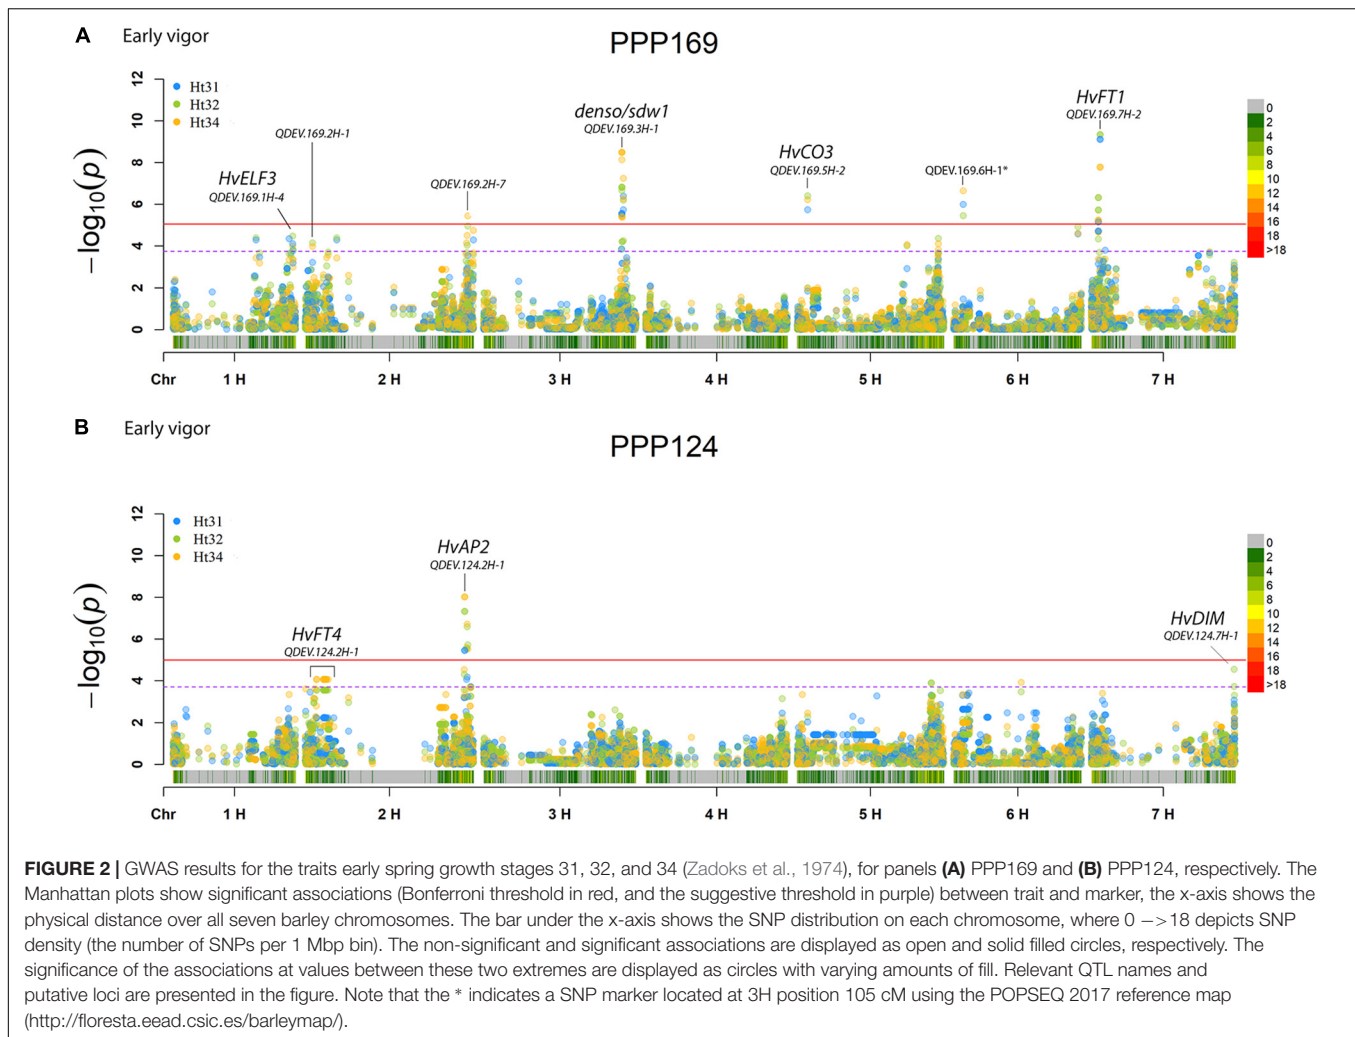 A Early vigor
PPP169
Ht31
Ht32
Ht34
−log10(p)
12
10
8
6
4
2
0
HvELF3
QDEV.169.1H-4
QDEV.169.2H-1
QDEV.169.2H-7
denso/sdw1
QDEV.169.3H-1
HvCO3
QDEV.169.5H-2
QDEV.169.6H-1*
HvFT1
QDEV.169.7H-2
0
2
4
6
8
10
12
14
16
18
>18
Chr 1 H 2 H 3 H 4 H 5 H 6 H 7 H
B Early vigor
PPP124
Ht31
Ht32
Ht34
−log10(p)
12
10
8
6
4
2
0
HvFT4
QDEV.124.2H-1
HvAP2
QDEV.124.2H-1
HvDIM
QDEV.124.7H-1
0
2
4
6
8
10
12
14
16
18
>18
Chr 1 H 2 H 3 H 4 H 5 H 6 H 7 H
FIGURE 2 | GWAS results for the traits early spring growth stages 31, 32, and 34 (Zadoks et al., 1974), for panels (A) PPP169 and (B) PPP124, respectively. The
Manhattan plots show significant associations (Bonferroni threshold in red, and the suggestive threshold in purple) between trait and marker, the x-axis shows the
physical distance over all seven barley chromosomes. The bar under the x-axis shows the SNP distribution on each chromosome, where 0 −>18 depicts SNP
density (the number of SNPs per 1 Mbp bin). The non-significant and significant associations are displayed as open and solid filled circles, respectively. The
significance of the associations at values between these two extremes are displayed as circles with varying amounts of fill. Relevant QTL names and
putative loci are presented in the figure. Note that the * indicates a SNP marker located at 3H position 105 cM using the POPSEQ 2017 reference map
(http://floresta.eead.csic.es/barleymap/).